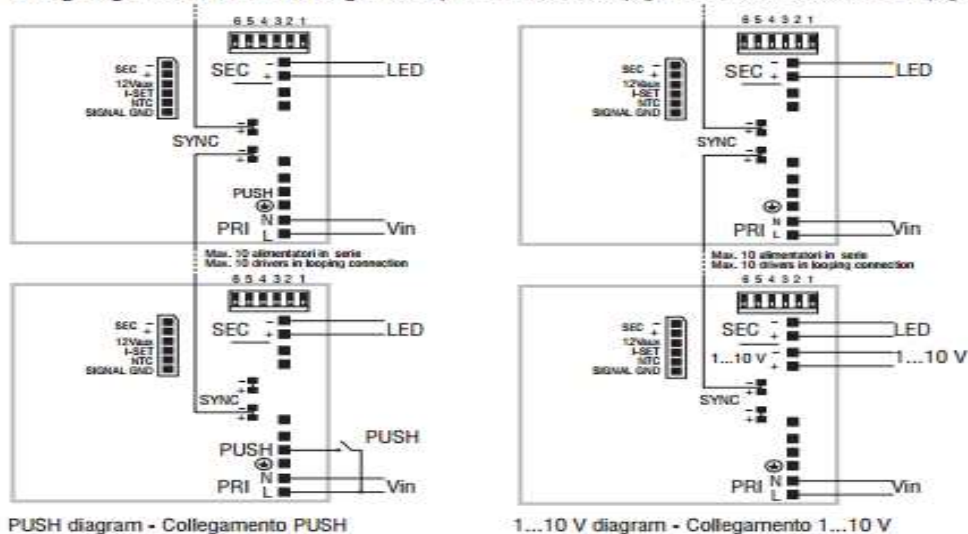 6 5 4 3 2 1
SEC -
+
12Vaux
I-SET
NTC
SIGNAL GND
SEC -
+
LED
SYNC
-
+
-
+
PUSH
PRI N
L
Vin
Max. 10 alimentatori in serie
Max. 10 drivers in looping connection
6 5 4 3 2 1
SEC -
+
12Vaux
I-SET
NTC
SIGNAL GND
SEC -
+
LED
SYNC
-
+
-
+
PUSH
PUSH
PRI N
L
Vin
PUSH diagram - Collegamento PUSH
6 5 4 3 2 1
SEC -
+
12Vaux
I-SET
NTC
SIGNAL GND
SEC -
+
LED
SYNC
-
+
-
+
PRI N
L
Vin
Max. 10 alimentatori in serie
Max. 10 drivers in looping connection
6 5 4 3 2 1
SEC -
+
12Vaux
I-SET
NTC
SIGNAL GND
SEC -
+
LED
1...10 V -
+
1...10 V
SYNC
-
+
-
+
PRI N
L
Vin
1...10 V diagram - Collegamento 1...10 V